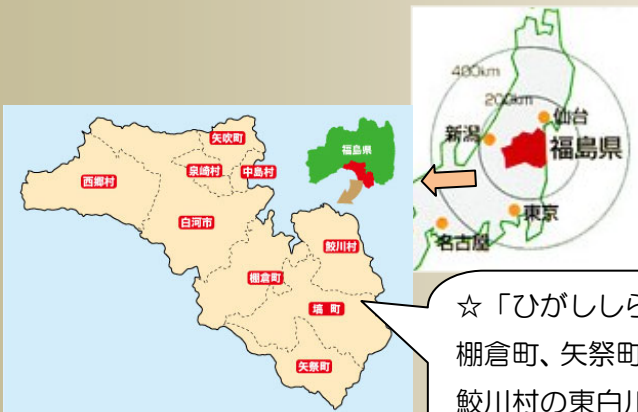 400km
200km
仙台
新潟
福島県
東京
名古屋
福島県
矢吹町
泉崎村
中島村
西郷村
白河市
鮫川村
棚倉町
塙 町
矢祭町
☆「ひがしし
棚倉町、矢祭町
鮫川村の東白川